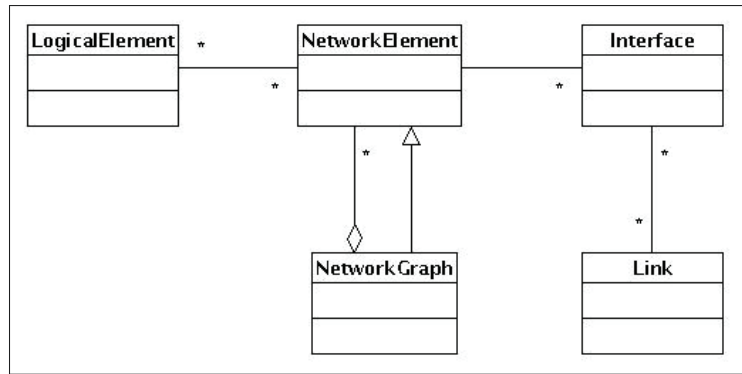 LogicalElement
*
*
NetworkElement
*
*
Interface
*
*
NetworkGraph
Link